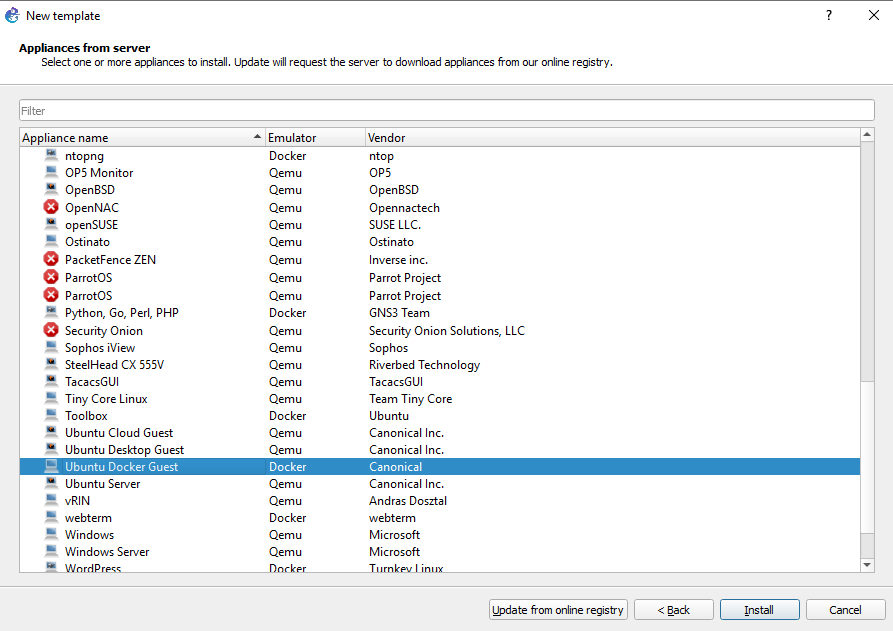 New template
?
Appliances from server
Select one or more appliances to install. Update will request the server to download appliances from our online registry.
Filter
Appliance name Emulator Vendor
ntopng Docker ntop
OP5 Monitor Qemu OP5
OpenBSD Qemu OpenBSD
OpenNAC Qemu Opennactech
openSUSE Qemu SUSE LLC.
Ostinato Qemu Ostinato
PacketFence ZEN Qemu Inverse inc.
ParrotOS Qemu Parrot Project
ParrotOS Qemu Parrot Project
Python, Go, Perl, PHP Docker GNS3 Team
Security Onion Qemu Security Onion Solutions, LLC
Sophos iView Qemu Sophos
SteelHead CX 555V Qemu Riverbed Technology
TacacsGUI Qemu TacacsGUI
Tiny Core Linux Qemu Team Tiny Core
Toolbox Docker Ubuntu
Ubuntu Cloud Guest Qemu Canonical Inc.
Ubuntu Desktop Guest Qemu Canonical Inc.
Ubuntu Docker Guest Docker Canonical
Ubuntu Server Qemu Canonical Inc.
vRIN Qemu Andras Dosztal
webterm Docker webterm
Windows Qemu Microsoft
Windows Server Qemu Microsoft
WordPress Docker Turnkey Linux
Update from online registry < Back Install Cancel